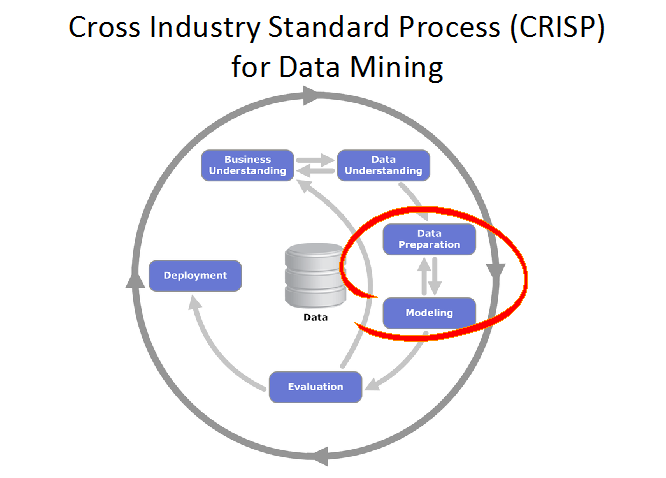 Cross Industry Standard Process (CRISP)
for Data Mining
Business
Understanding
Data
Understanding
Data
Preparation
Deployment
Data
Modeling
Evaluation